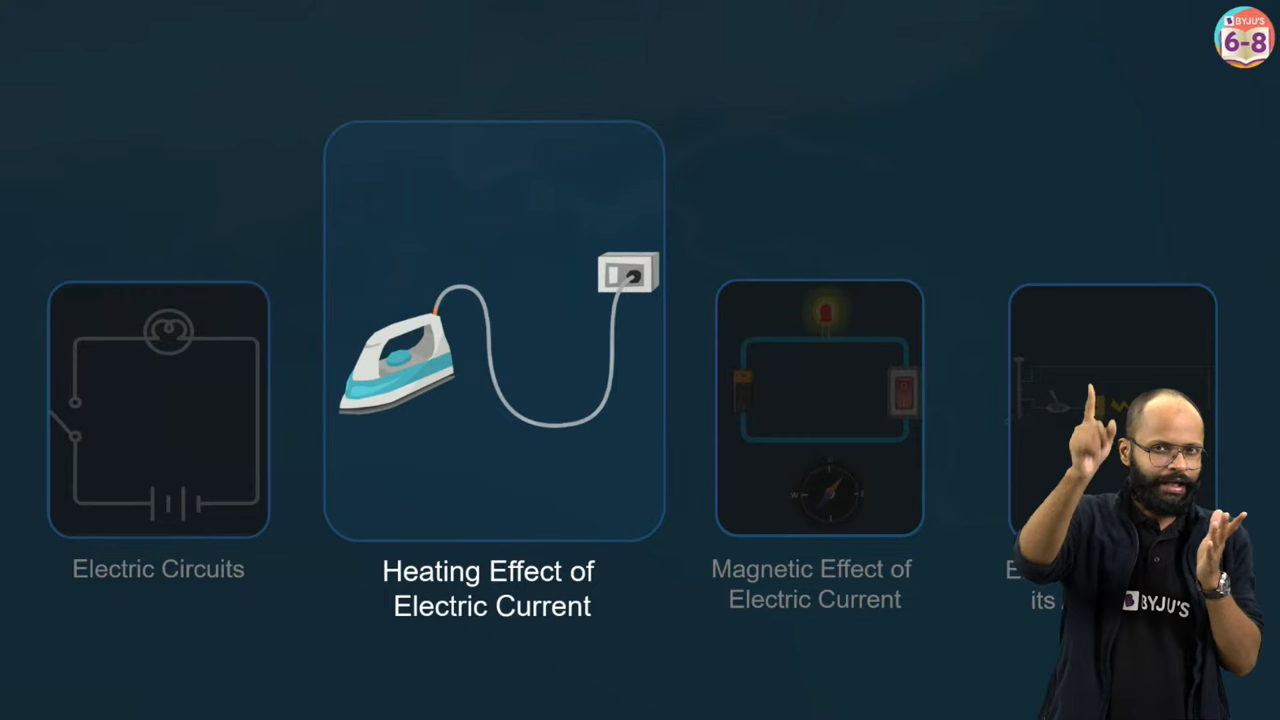 BYJU'S
6-8
Electric Circuits
Heating Effect of
Electric Current
Magnetic Effect of
Electric Current
its
BYJU'S